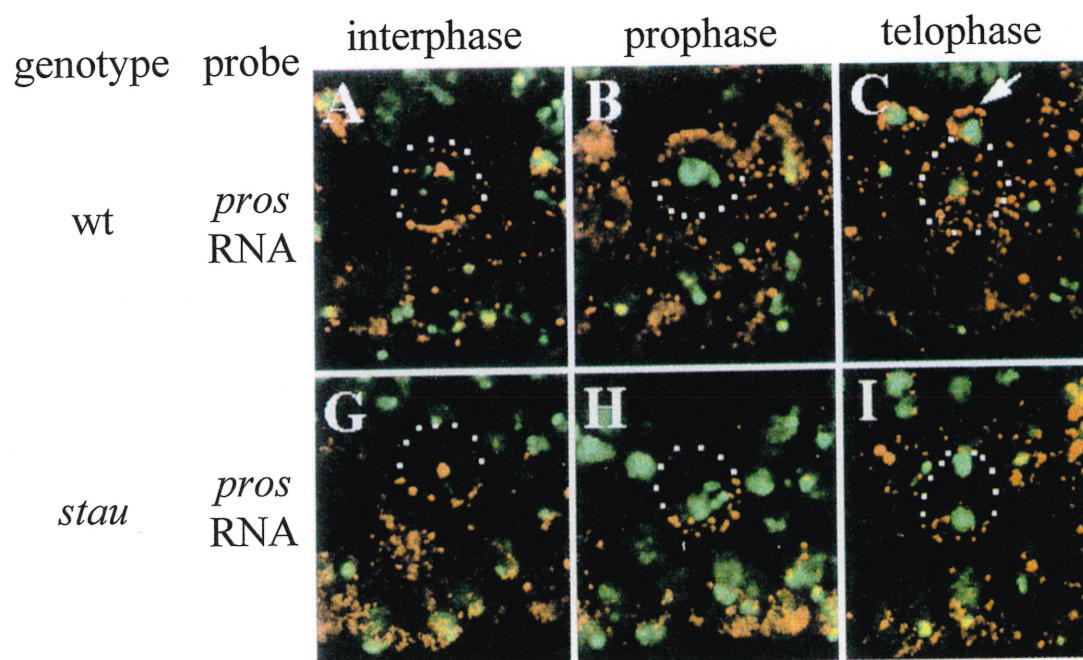 genotype probe interphase prophase telophase
A B C
wt pros RNA
G H I
stau pros RNA